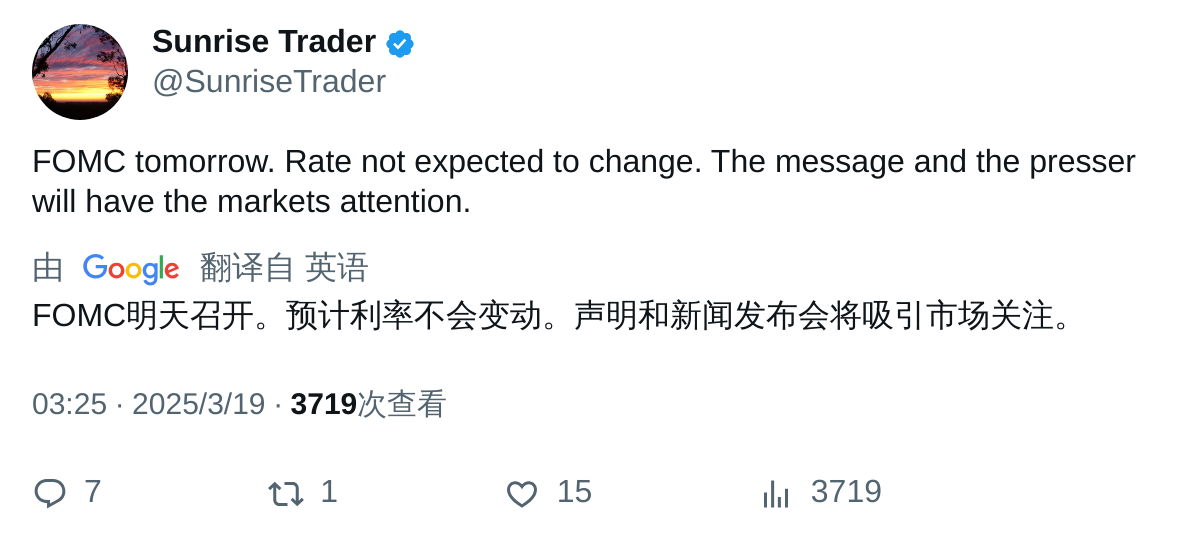 Sunrise Trader
@SunriseTrader
FOMC tomorrow. Rate not expected to change. The message and the presser
will have the markets attention.
由 Google 翻译自 英语
FOMC明天召开。预计利率不会变动。声明和新闻发布会将吸引市场关注。
03:25 · 2025/3/19 · 3719次查看
7 1 15 3719